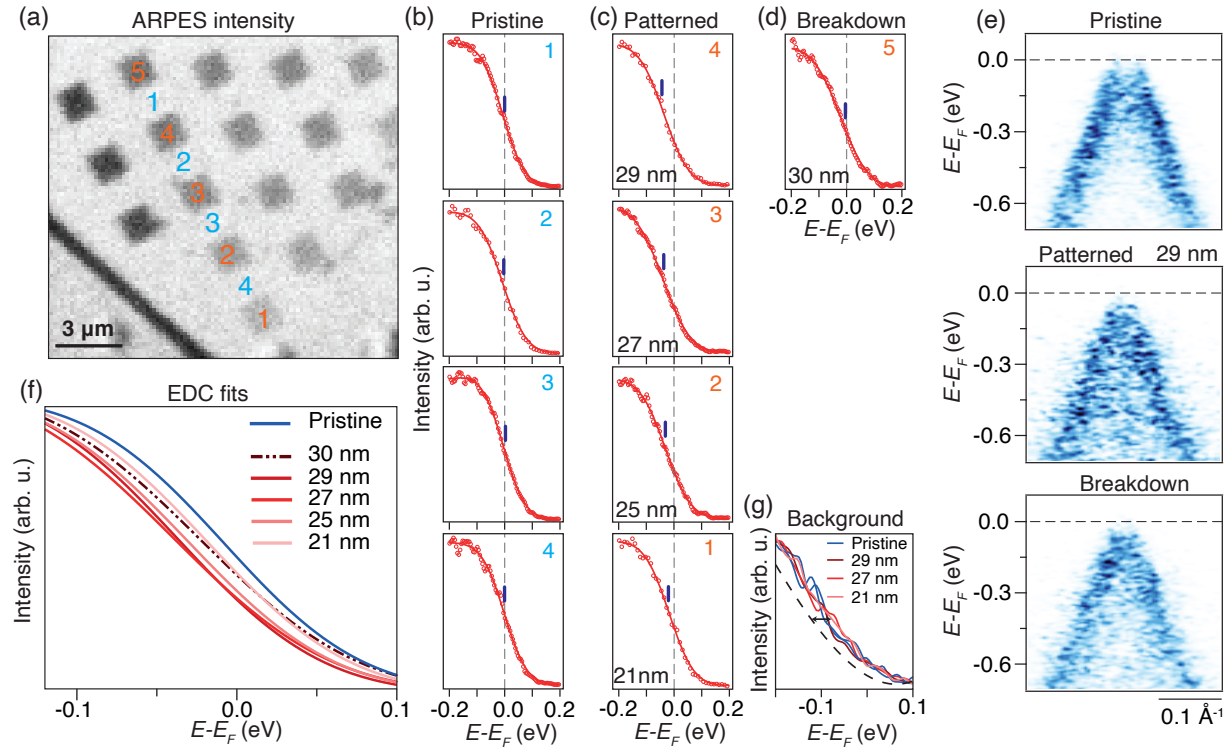 (a)
ARPES intensity
5
1
4
2
3
3
2
4
1
3 µm
(b)
Pristine
1
2
3
4
Intensity (arb. u.)
-0.2 0.0 0.2
E-E_F (eV)
(c)
Patterned
4
29 nm
3
27 nm
2
25 nm
1
21nm
-0.2 0.0 0.2
E-E_F (eV)
(d)
Breakdown
5
30 nm
-0.2 0.0 0.2
E-E_F (eV)
(e)
Pristine
0.0
-0.3
-0.6
E-E_F (eV)
Patterned 29 nm
0.0
-0.3
-0.6
E-E_F (eV)
Breakdown
0.0
-0.3
-0.6
E-E_F (eV)
0.1 Å⁻¹
(f)
EDC fits
Pristine
30 nm
29 nm
27 nm
25 nm
21 nm
Intensity (arb. u.)
-0.1 0.0 0.1
E-E_F (eV)
(g)
Background
Pristine
29 nm
27 nm
21 nm
Intensity (arb. u.)
-0.1 0.1
E-E_F (eV)